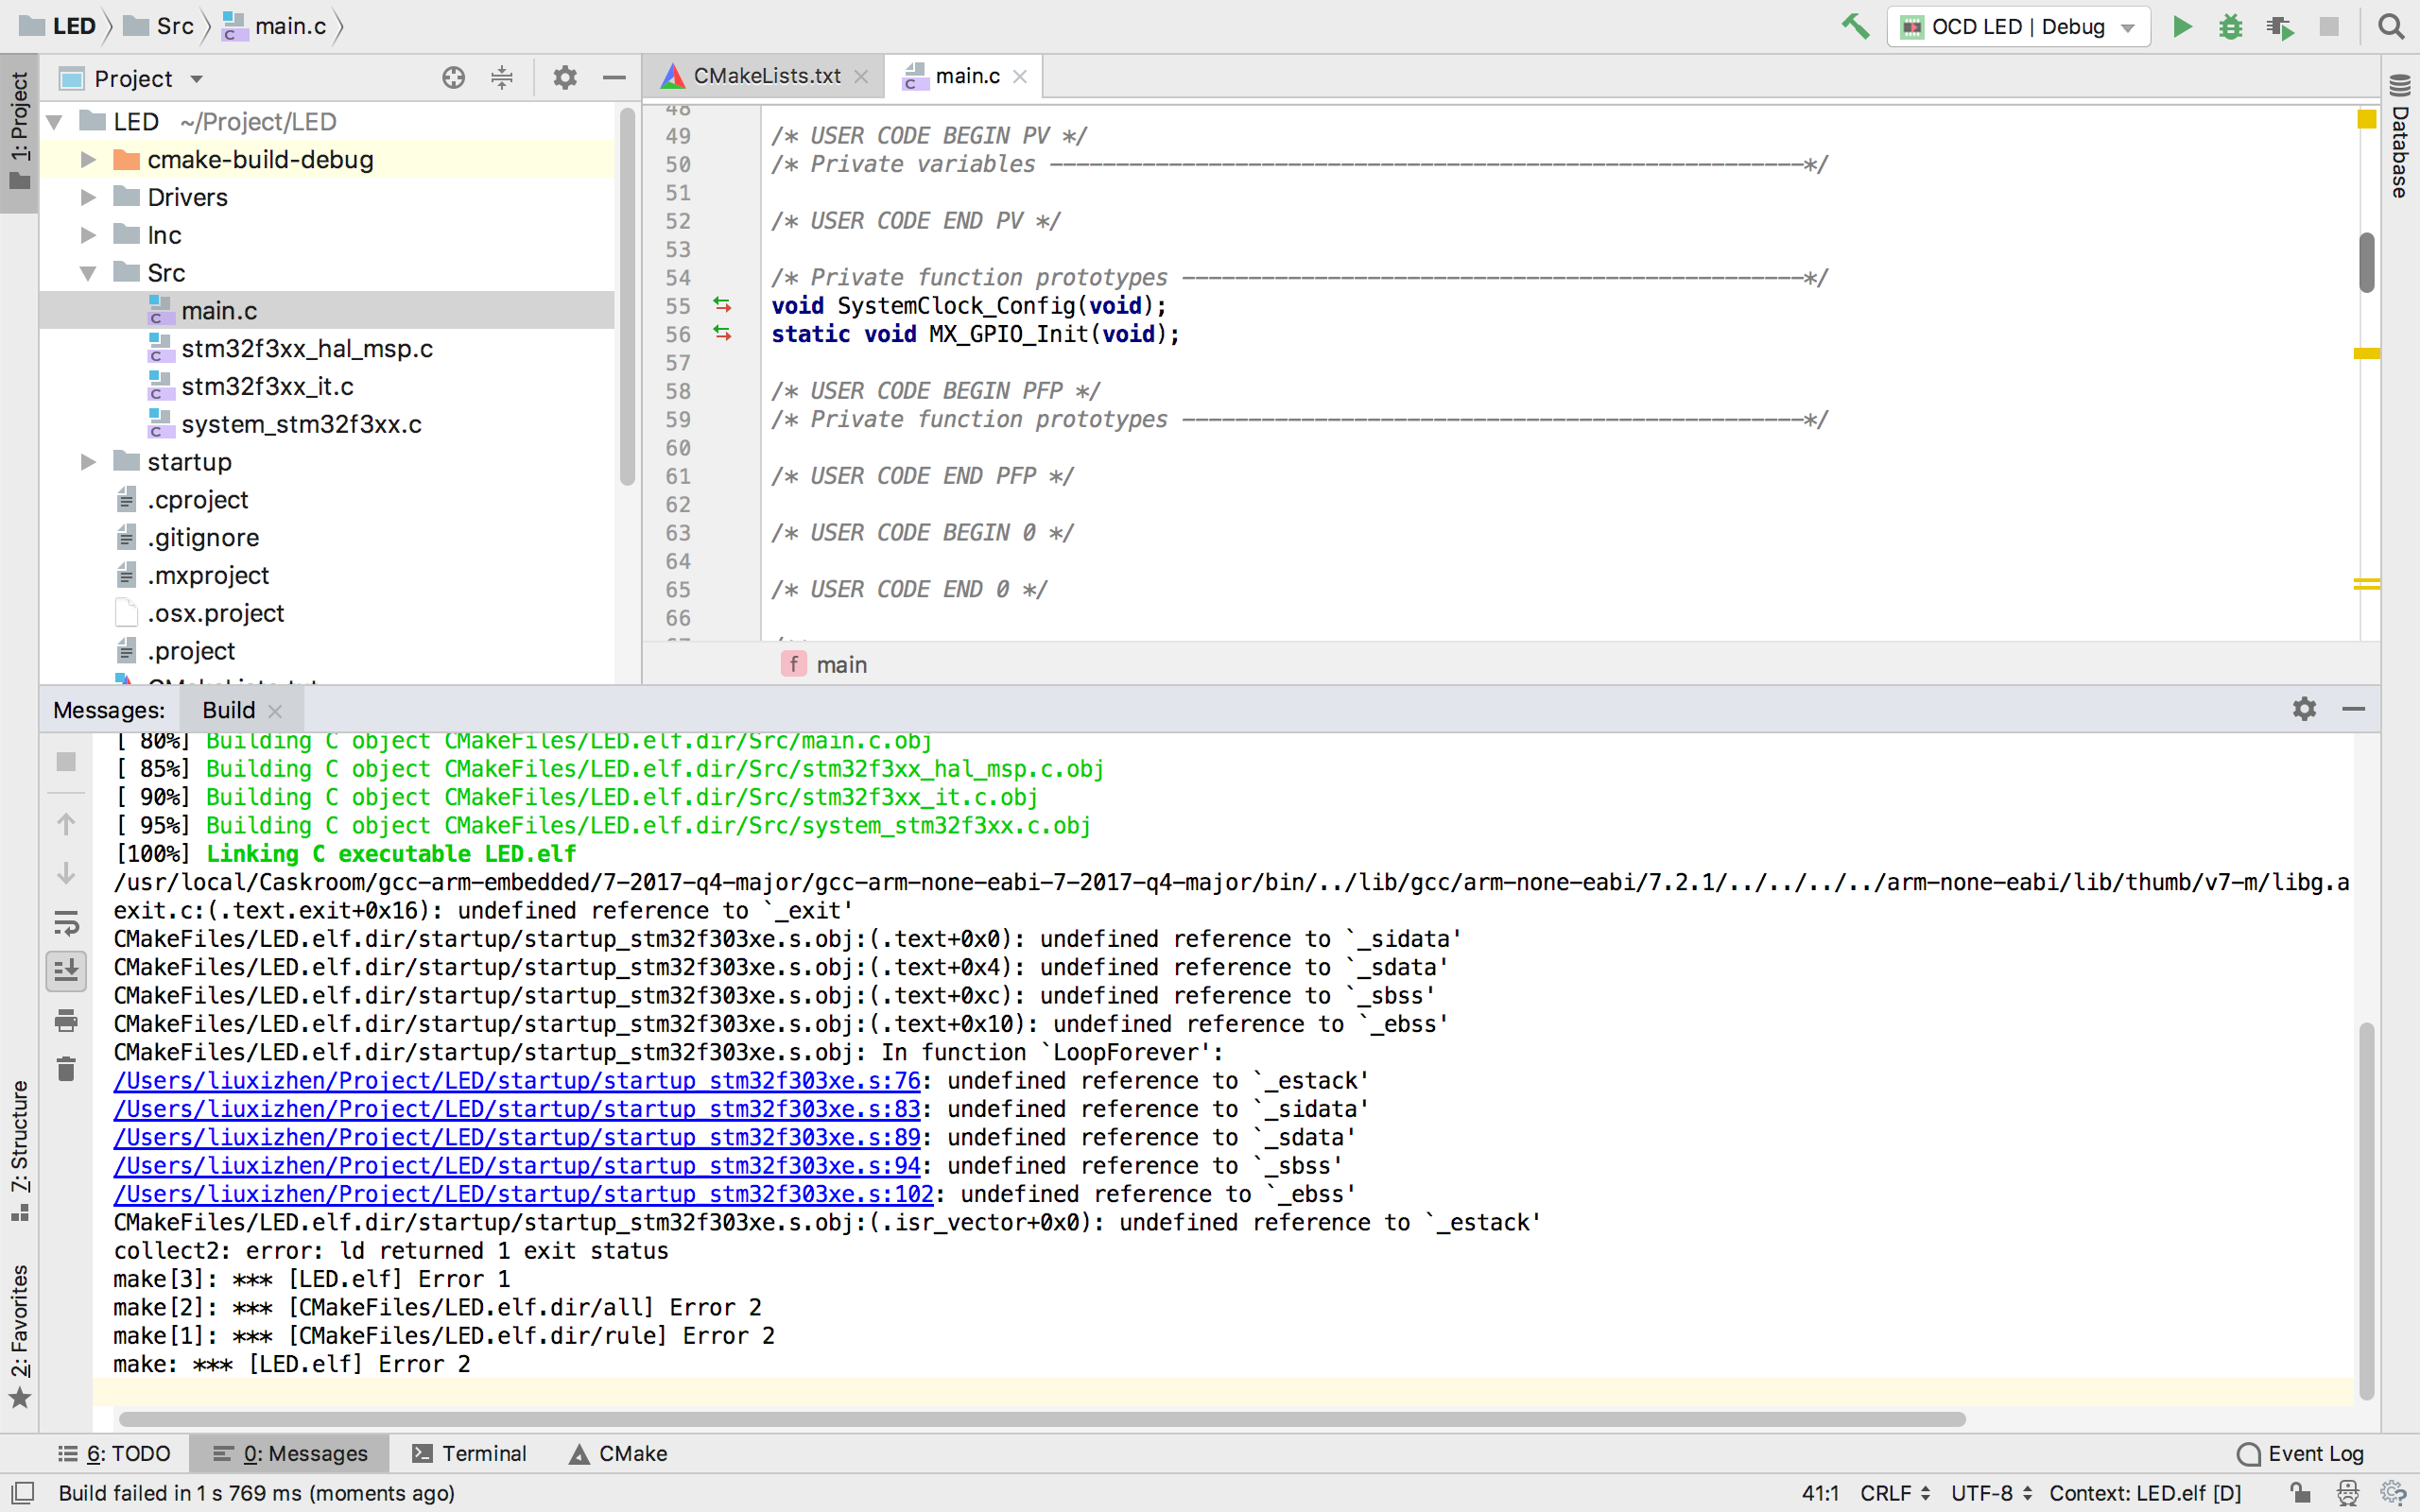 LED Src main.c
OCD LED | Debug
1: Project
Project
LED ~/Project/LED
cmake-build-debug
Drivers
Inc
Src
main.c
stm32f3xx_hal_msp.c
stm32f3xx_it.c
system_stm32f3xx.c
startup
.cproject
.gitignore
.mxproject
.osx.project
.project
CMakeLists.txt
CMakeLists.txt main.c
48
49 /* USER CODE BEGIN PV */
50 /* Private variables ---------------------------------------------------------*/
51
52 /* USER CODE END PV */
53
54 /* Private function prototypes -----------------------------------------------*/
55 void SystemClock_Config(void);
56 static void MX_GPIO_Init(void);
57
58 /* USER CODE BEGIN PFP */
59 /* Private function prototypes -----------------------------------------------*/
60
61 /* USER CODE END PFP */
62
63 /* USER CODE BEGIN 0 */
64
65 /* USER CODE END 0 */
66
67 /**
f main
Database
Messages: Build
[ 80%] Building C object CMakeFiles/LED.elf.dir/Src/main.c.obj
[ 85%] Building C object CMakeFiles/LED.elf.dir/Src/stm32f3xx_hal_msp.c.obj
[ 90%] Building C object CMakeFiles/LED.elf.dir/Src/stm32f3xx_it.c.obj
[ 95%] Building C object CMakeFiles/LED.elf.dir/Src/system_stm32f3xx.c.obj
[100%] Linking C executable LED.elf
/usr/local/Caskroom/gcc-arm-embedded/7-2017-q4-major/gcc-arm-none-eabi-7-2017-q4-major/bin/../lib/gcc/arm-none-eabi/7.2.1/../../../../arm-none-eabi/lib/thumb/v7-m/libg.a
exit.c:(.text.exit+0x16): undefined reference to `_exit'
CMakeFiles/LED.elf.dir/startup/startup_stm32f303xe.s.obj:(.text+0x0): undefined reference to `_sidata'
CMakeFiles/LED.elf.dir/startup/startup_stm32f303xe.s.obj:(.text+0x4): undefined reference to `_sdata'
CMakeFiles/LED.elf.dir/startup/startup_stm32f303xe.s.obj:(.text+0xc): undefined reference to `_sbss'
CMakeFiles/LED.elf.dir/startup/startup_stm32f303xe.s.obj:(.text+0x10): undefined reference to `_ebss'
CMakeFiles/LED.elf.dir/startup/startup_stm32f303xe.s.obj: In function `LoopForever':
/Users/liuxizhen/Project/LED/startup/startup_stm32f303xe.s:76: undefined reference to `_estack'
/Users/liuxizhen/Project/LED/startup/startup_stm32f303xe.s:83: undefined reference to `_sidata'
/Users/liuxizhen/Project/LED/startup/startup_stm32f303xe.s:89: undefined reference to `_sdata'
/Users/liuxizhen/Project/LED/startup/startup_stm32f303xe.s:94: undefined reference to `_sbss'
/Users/liuxizhen/Project/LED/startup/startup_stm32f303xe.s:102: undefined reference to `_ebss'
CMakeFiles/LED.elf.dir/startup/startup_stm32f303xe.s.obj:(.isr_vector+0x0): undefined reference to `_estack'
collect2: error: ld returned 1 exit status
make[3]: *** [LED.elf] Error 1
make[2]: *** [CMakeFiles/LED.elf.dir/all] Error 2
make[1]: *** [CMakeFiles/LED.elf.dir/rule] Error 2
make: *** [LED.elf] Error 2
7: Structure
2: Favorites
6: TODO 0: Messages Terminal CMake Event Log
Build failed in 1 s 769 ms (moments ago) 41:1 CRLF UTF-8 Context: LED.elf [D]